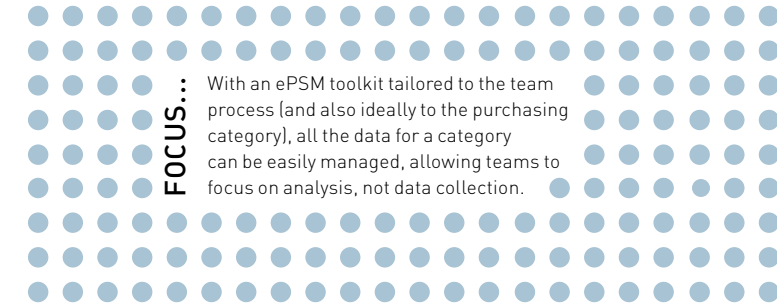 FOCUS...
With an ePSM toolkit tailored to the team
process (and also ideally to the purchasing
category), all the data for a category
can be easily managed, allowing teams to
focus on analysis, not data collection.